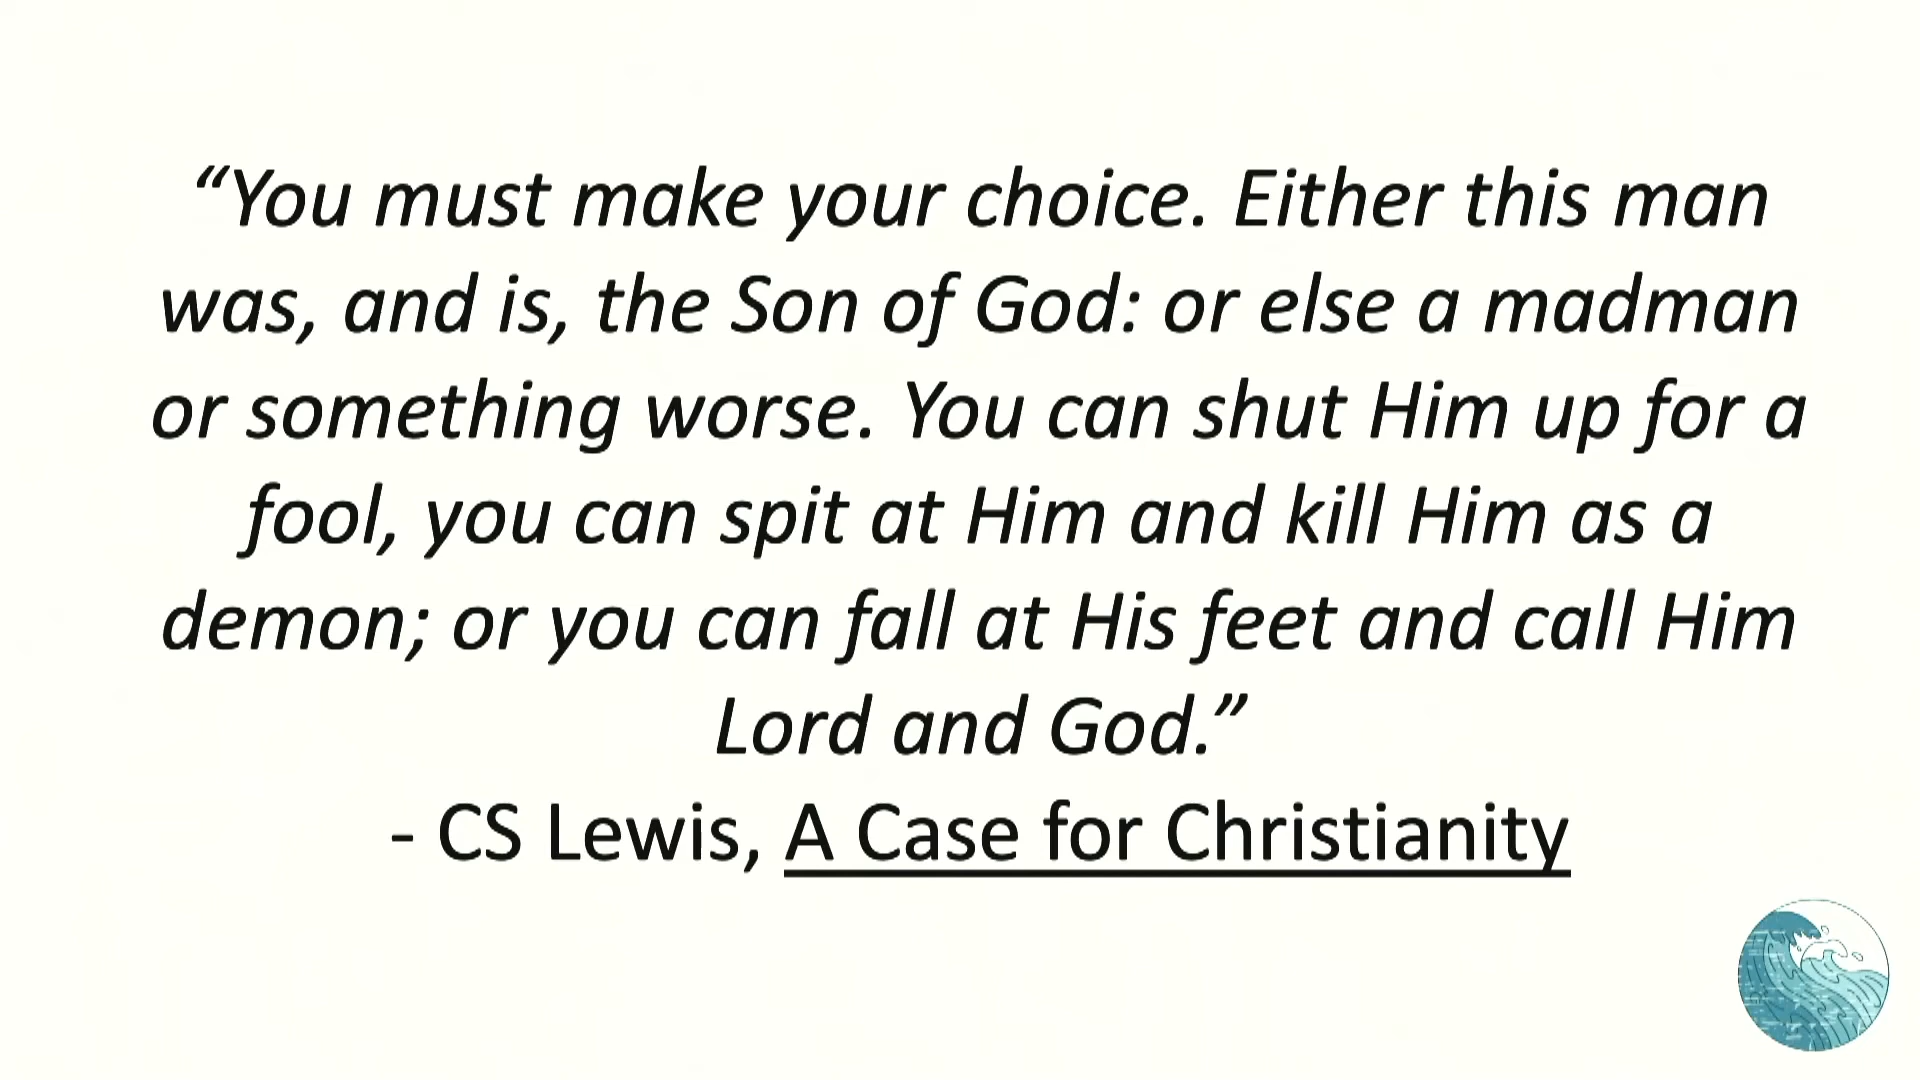 “You must make your choice. Either this man
was, and is, the Son of God: or else a madman
or something worse. You can shut Him up for a
fool, you can spit at Him and kill Him as a
demon; or you can fall at His feet and call Him
Lord and God.”
- CS Lewis, A Case for Christianity